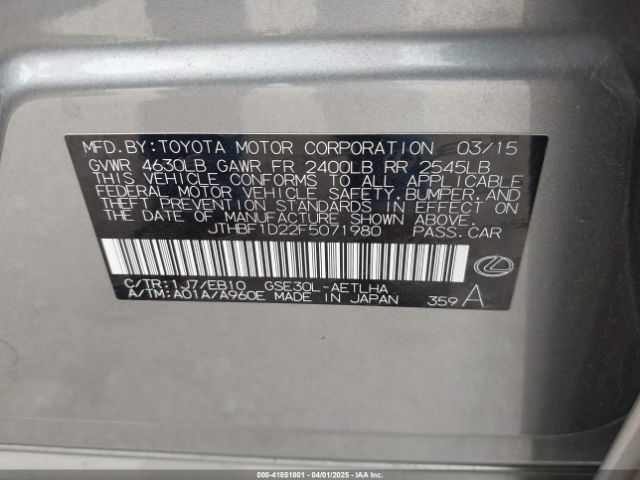 MFD.BY:TOYOTA MOTOR CORPORATION 03/15
GVWR 4630LB GAWR FR 2400LB RR 2545LB
THIS VEHICLE CONFORMS TO ALL APPLICABLE
FEDERAL MOTOR VEHICLE SAFETY,BUMPER, AND
THEFT PREVENTION STANDARDS IN EFFECT ON
THE DATE OF MANUFACTURE SHOWN ABOVE.
JTHBF1D22F5071980 PASS.CAR
C/TR:1J7/EB10 GSE30L-AETLHA
A/TM:A01A/A960E MADE IN JAPAN 359 A
000-41851801 04/01/2025 IAAI.COM